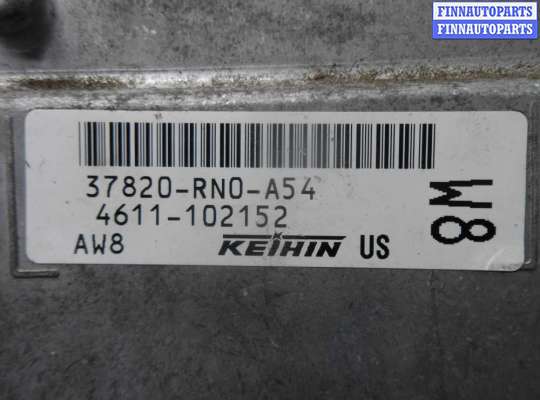 FINNAUTOPARTS
FINNAUTOPARTS
37820-RN0-A54
4611-102152
AW8 KEIHIN US
8M